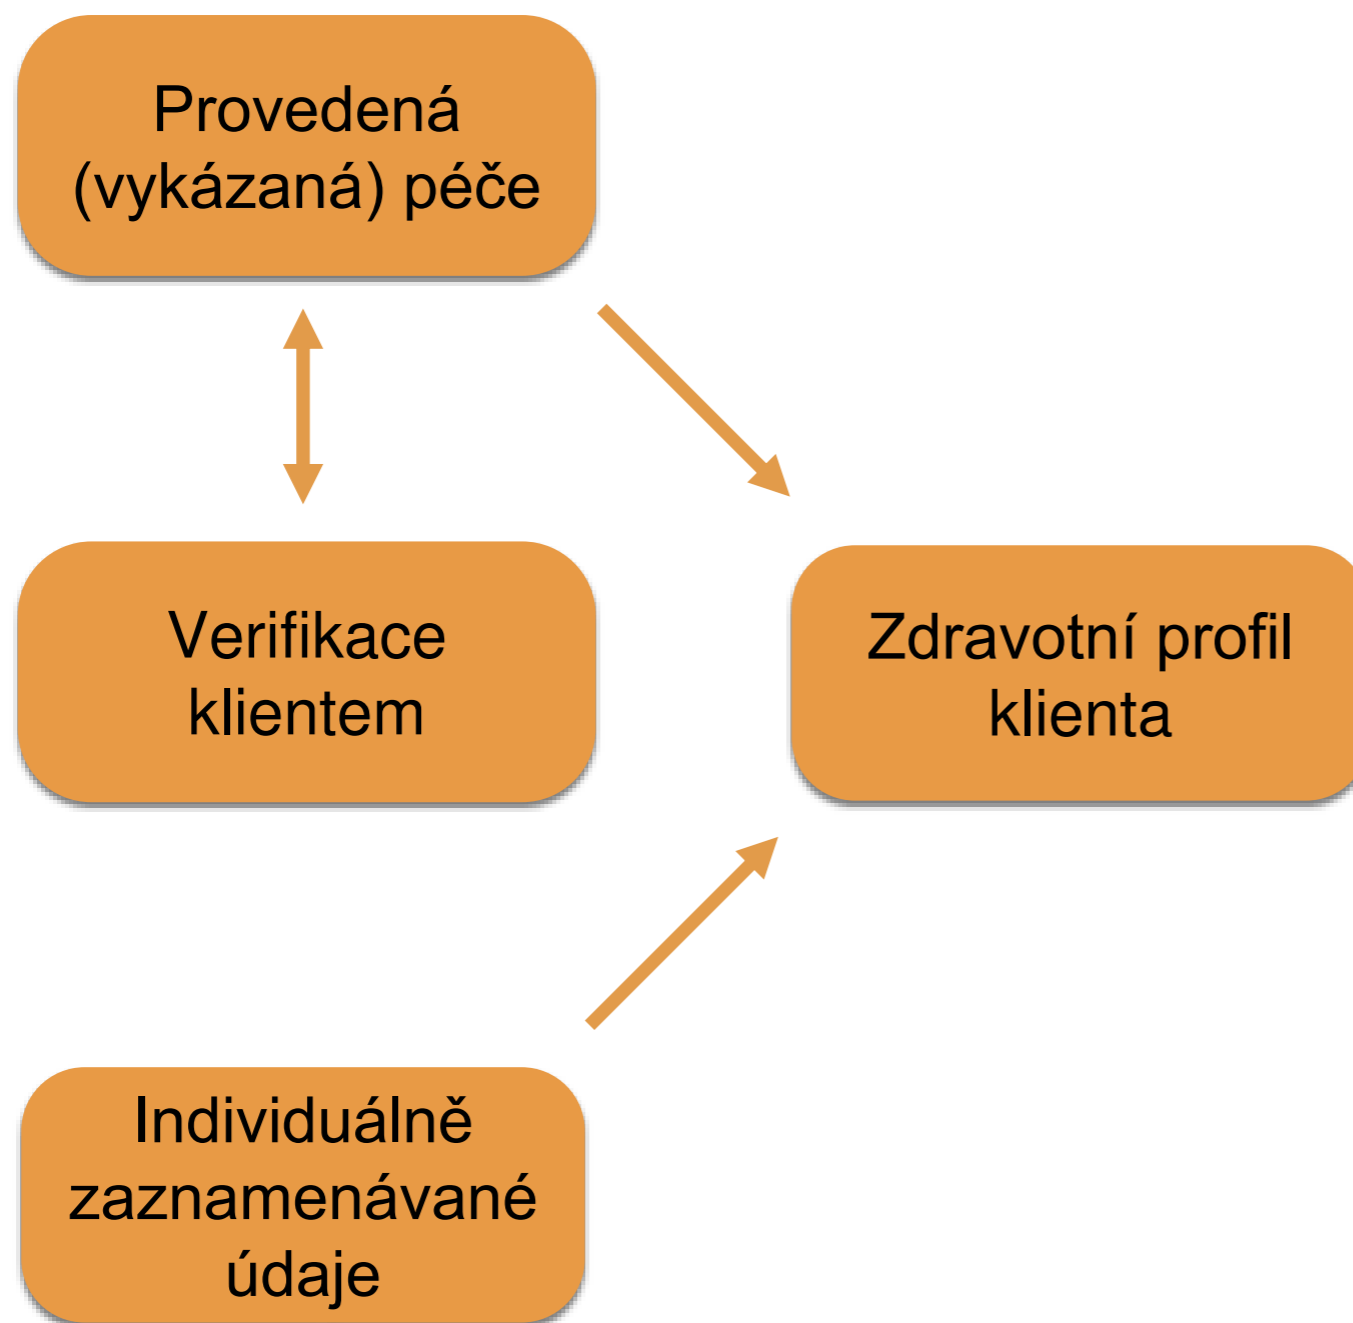 Provedená
(vykázaná) péče
Verifikace
klientem
Zdravotní profil
klienta
Individuálně
zaznamenávané
údaje